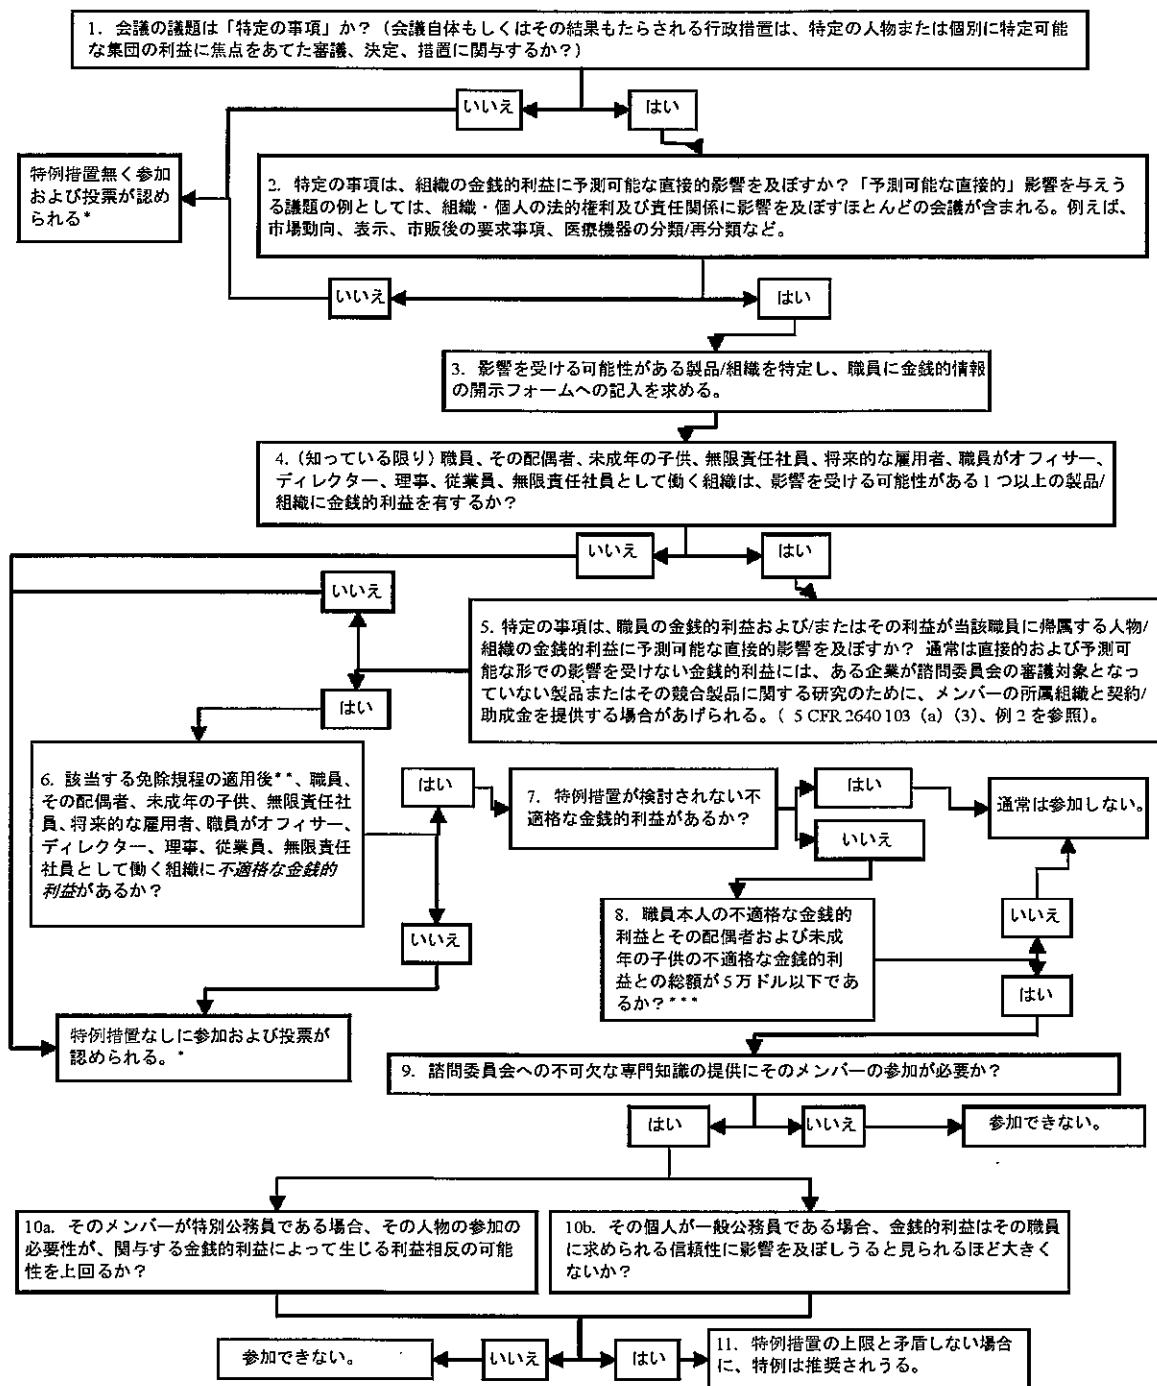 1. 会議の議題は「特定の事項」か？（会議自体もしくはその結果もたらされる行政措置は、特定の人物または個別に特定可能
な集団の利益に焦点をあてた審議、決定、措置に関与するか？）
いいえ
はい
特例措置無く参加
および投票が認め
られる*
2. 特定の事項は、組織の金銭的利益に予測可能な直接的影響を及ぼすか？「予測可能な直接的」影響を与えう
る議題の例としては、組織・個人の法的権利及び責任関係に影響を及ぼすほとんどの会議が含まれる。例えば、
市場動向、表示、市販後の要求事項、医療機器の分類/再分類など。
いいえ
はい
3. 影響を受ける可能性がある製品/組織を特定し、職員に金銭的情報
の開示フォームへの記入を求める。
4.（知っている限り）職員、その配偶者、未成年の子供、無限責任社員、将来的な雇用者、職員がオフィサー、
ディレクター、理事、従業員、無限責任社員として働く組織は、影響を受ける可能性がある1つ以上の製品/
組織に金銭的利益を有するか？
いいえ
はい
いいえ
5. 特定の事項は、職員の金銭的利益および/またはその利益が当該職員に帰属する人物/
組織の金銭的利益に予測可能な直接的影響を及ぼすか？ 通常は直接的および予測可
能な形での影響を受けない金銭的利益には、ある企業が諮問委員会の審議対象となっ
ていない製品またはその競合製品に関する研究のために、メンバーの所属組織と契約/
助成金を提供する場合があげられる。（ 5 CFR 2640 103（a）（3）、例2を参照）。
はい
6. 該当する免除規程の適用後**、職員、
その配偶者、未成年の子供、無限責任社
員、将来的な雇用者、職員がオフィサー、
ディレクター、理事、従業員、無限責任
社員として働く組織に不適格な金銭的
利益があるか？
はい
7. 特例措置が検討されない不
適格な金銭的利益があるか？
はい
いいえ
通常は参加しない。
8. 職員本人の不適格な金銭的
利益とその配偶者および未成
年の子供の不適格な金銭的利
益との総額が5万ドル以下であ
るか？***
いいえ
はい
いいえ
特例措置なしに参加および投票が
認められる。*
9. 諮問委員会への不可欠な専門知識の提供にそのメンバーの参加が必要か？
はい
いいえ
参加できない。
10a. そのメンバーが特別公務員である場合、その人物の参加の
必要性が、関与する金銭的利益によって生じる利益相反の可能
性を上回るか？
10b. その個人が一般公務員である場合、金銭的利益はその職員
に求められる信頼性に影響を及ぼしうると見られるほど大きく
ないか？
参加できない。
いいえ
はい
11. 特例措置の上限と矛盾しない場合
に、特例は推奨されうる。